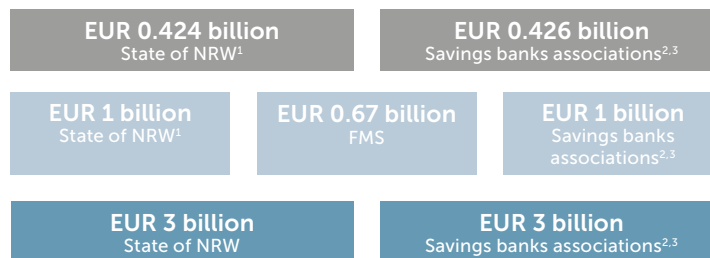 EUR 0.424 billion
State of NRW¹
EUR 0.426 billion
Savings banks associations²,³
EUR 1 billion
State of NRW¹
EUR 0.67 billion
FMS
EUR 1 billion
Savings banks
associations²,³
EUR 3 billion
State of NRW
EUR 3 billion
Savings banks associations²,³